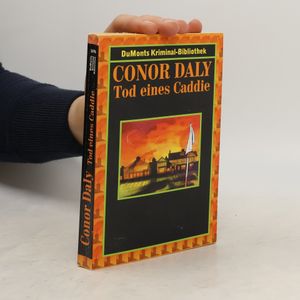 DuMonts Kriminal-Bibliothek
CONOR DALY
Tod eines Caddie
Conor Daly Tod eines Caddie